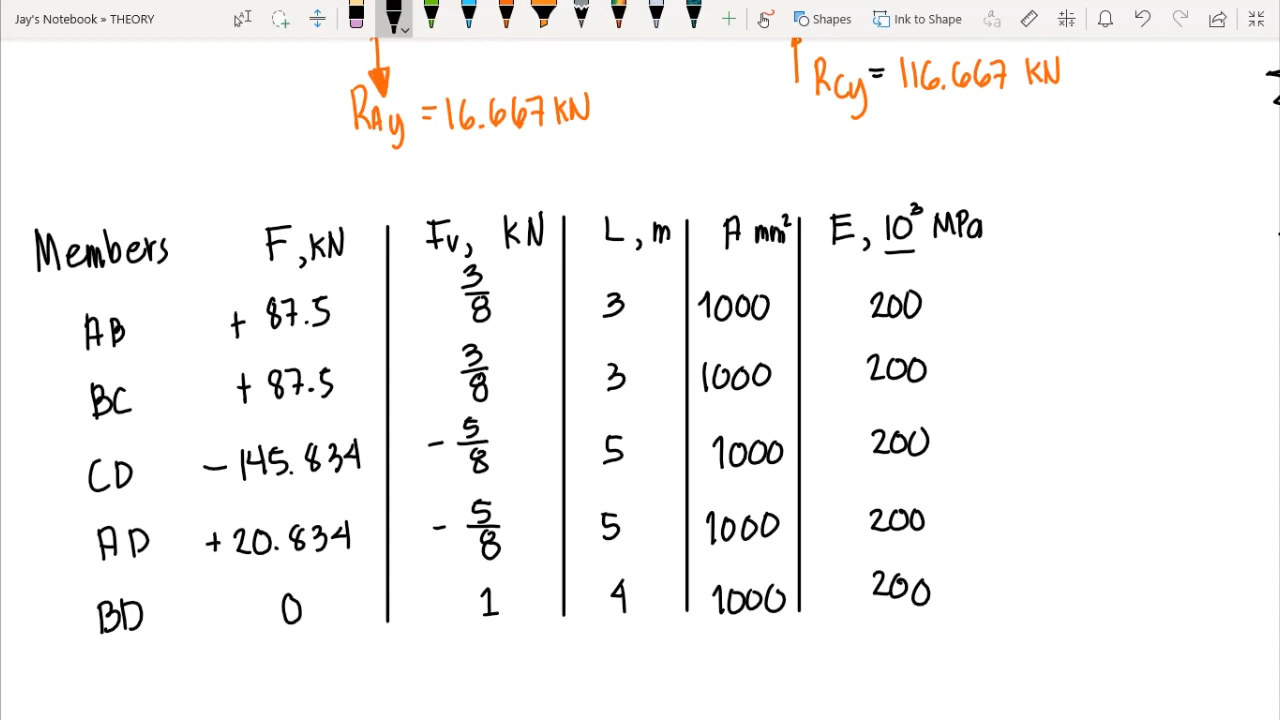 Jay's Notebook » THEORY
Shapes
Ink to Shape
RAy = 16.667 KN
RCy = 116.667 KN
Members F, KN Fv, KN L, m A mm² E, 10³ MPa
AB + 87.5 3/8 3 1000 200
BC + 87.5 3/8 3 1000 200
CD - 145.834 - 5/8 5 1000 200
AD + 20.834 - 5/8 5 1000 200
BD 0 1 4 1000 200